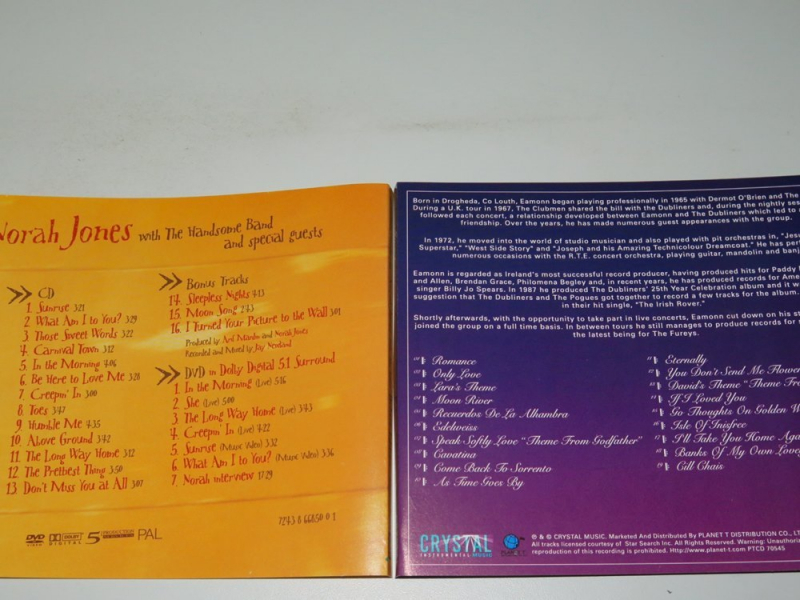 Norah Jones with The Handsome Band
and special guests
CD
1. Sunrise 3:21
2. What Am I to You? 3:29
3 Those Sweet Words 3:22
4. Carnival Town 3:12
5. In the Morning 4:06
6. Be Here to Love Me 3:28
7. Creepin' In 3:00
8. Toes 3:47
9 Humble Me 4:35
10. Above Ground 3:42
11. The Long Way Home 3:12
12 The Prettiest Thing 3:50
13 Don't Miss You at All 3:07
Bonus Tracks
14. Sleepless Nights 4:13
15. Moon Song 2:43
16. I Turned Your Picture to the Wall 3:01
Produced by Arif Mardin and Norah Jones
Recorded and Mixed by Jay Newland
DVD in Dolby Digital 5.1 Surround
1. In the Morning (Live) 5:16
2. She (Live) 5:00
3 The Long Way Home (Live) 3:43
4. Creepin' In (Live) 4:22
5. Sunrise (Music Video) 3:32
6. What Am I to You? (Music Video) 3:36
7. Norah interview 17:29
7243 8 66850 0 1
DVD VIDEO DOLBY DIGITAL 5 PAL
Born in Drogheda, Co Louth, Eamonn began playing professionally in 1965 with Dermot O'Brien and The
During a U.K. tour in 1967, The Clubmen shared the bill with the Dubliners and, during the nightly
followed each concert, a relationship developed between Eamonn and The Dubliners which led to
friendship. Over the years, he has made numerous guest appearances with the group.
In 1972, he moved into the world of studio musician and also played with pit orchestras in,
Superstar," "West Side Story" and "Joseph and his Amazing Technicolour Dreamcoat." He has
numerous occasions with the R.T.E. concert orchestra, playing guitar, mandolin and
Eamonn is regarded as Ireland's most successful record producer, having produced hits for Paddy
and Allen, Brendan Grace, Philomena Begley and, in recent years, he has produced records for
singer Billy Jo Spears. In 1987 he produced The Dubliners' 25th Year Celebration album and it
suggestion that The Dubliners and The Pogues got together to record a few tracks for the album.
in their hit single, "The Irish Rover."
Shortly afterwards, with the opportunity to take part in live concerts, Eamonn cut down on his
joined the group on a full time basis. In between tours he still manages to produce records for
the latest being for The Fureys.
Romance
Only Love
Lara's Theme
Moon River
Recuerdos De La Alhambra
Edelweiss
Speak Softly Love "Theme From Godfather"
Cavatina
Come Back To Sorrento
As Time Goes By
Eternally
You Don't Send Me
David's Theme "Theme
If I Loved You
Go Thoughts On Golden
Isle Of Inisfree
I'll Take You Home
Banks Of My Own
Cill Chais
CRYSTAL
INSTRUMENTAL MUSIC
PLANET T
℗ & © CRYSTAL MUSIC. Marketed And Distributed By PLANET T DISTRIBUTION CO.,
All tracks licensed courtesy of Star Search Inc. All Rights Reserved. Warning:
reproduction of this recording is prohibited. Http://www.planet-t.com PTCD 70545